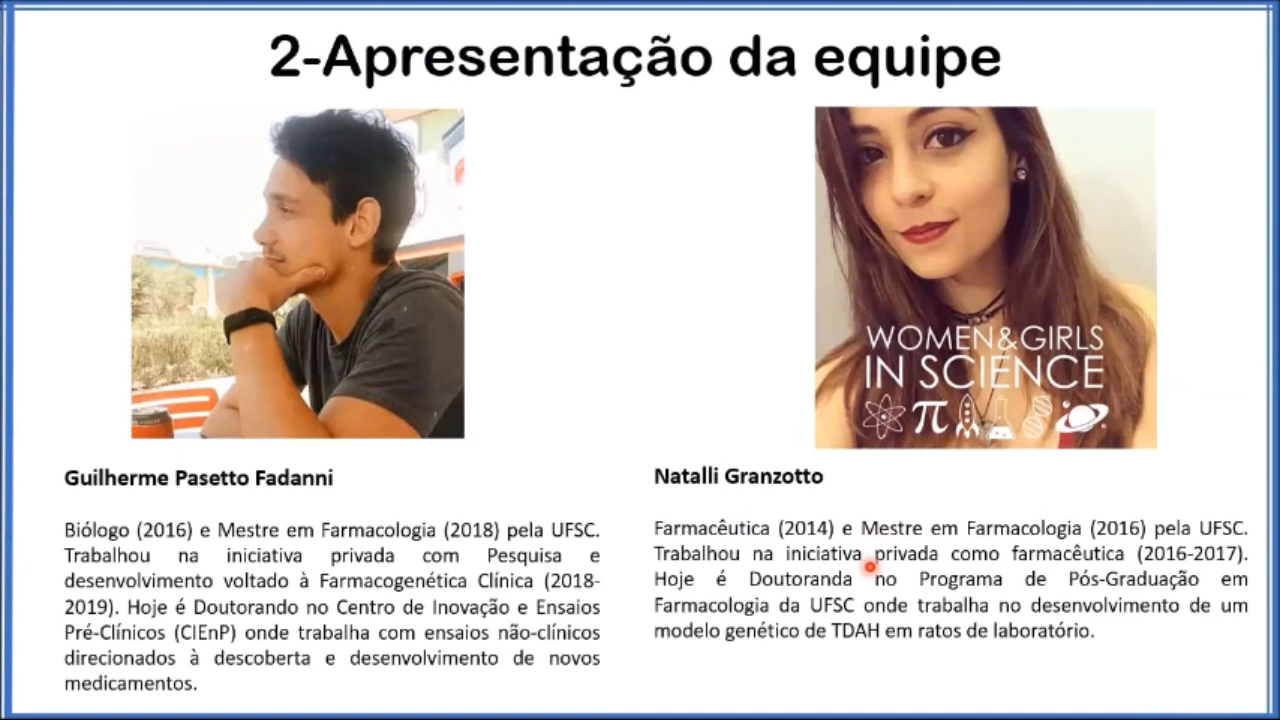 2-Apresentação da equipe
WOMEN&GIRLS
IN SCIENCE
Guilherme Pasetto Fadanni
Biólogo (2016) e Mestre em Farmacologia (2018) pela UFSC.
Trabalhou na iniciativa privada com Pesquisa e
desenvolvimento voltado à Farmacogenética Clínica (2018-
2019). Hoje é Doutorando no Centro de Inovação e Ensaios
Pré-Clínicos (CIEnP) onde trabalha com ensaios não-clínicos
direcionados à descoberta e desenvolvimento de novos
medicamentos.
Natalli Granzotto
Farmacêutica (2014) e Mestre em Farmacologia (2016) pela UFSC.
Trabalhou na iniciativa privada como farmacêutica (2016-2017).
Hoje é Doutoranda no Programa de Pós-Graduação em
Farmacologia da UFSC onde trabalha no desenvolvimento de um
modelo genético de TDAH em ratos de laboratório.